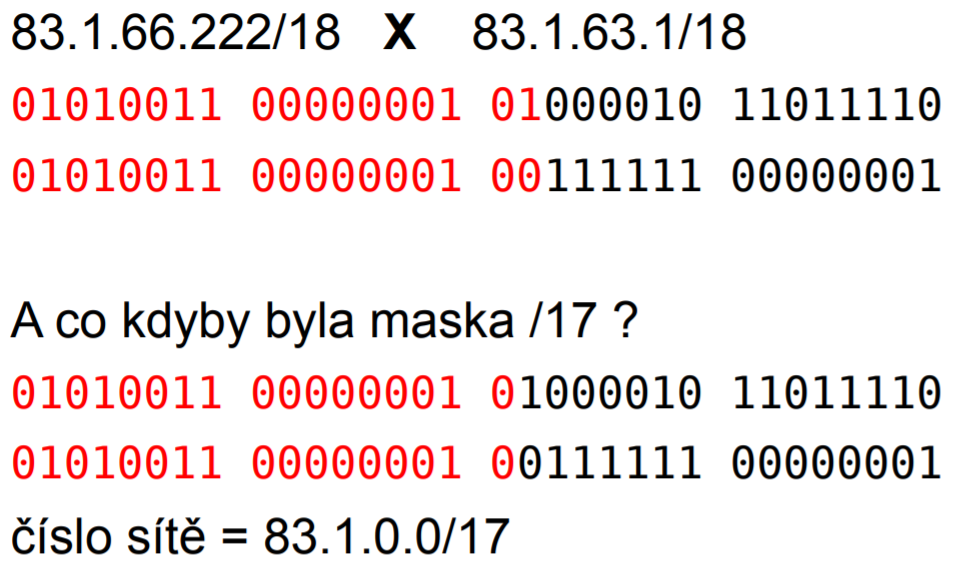 83.1.66.222/18 X 83.1.63.1/18
01010011 00000001 01000010 11011110
01010011 00000001 00111111 00000001
A co kdyby byla maska /17 ?
01010011 00000001 01000010 11011110
01010011 00000001 00111111 00000001
číslo sítě = 83.1.0.0/17